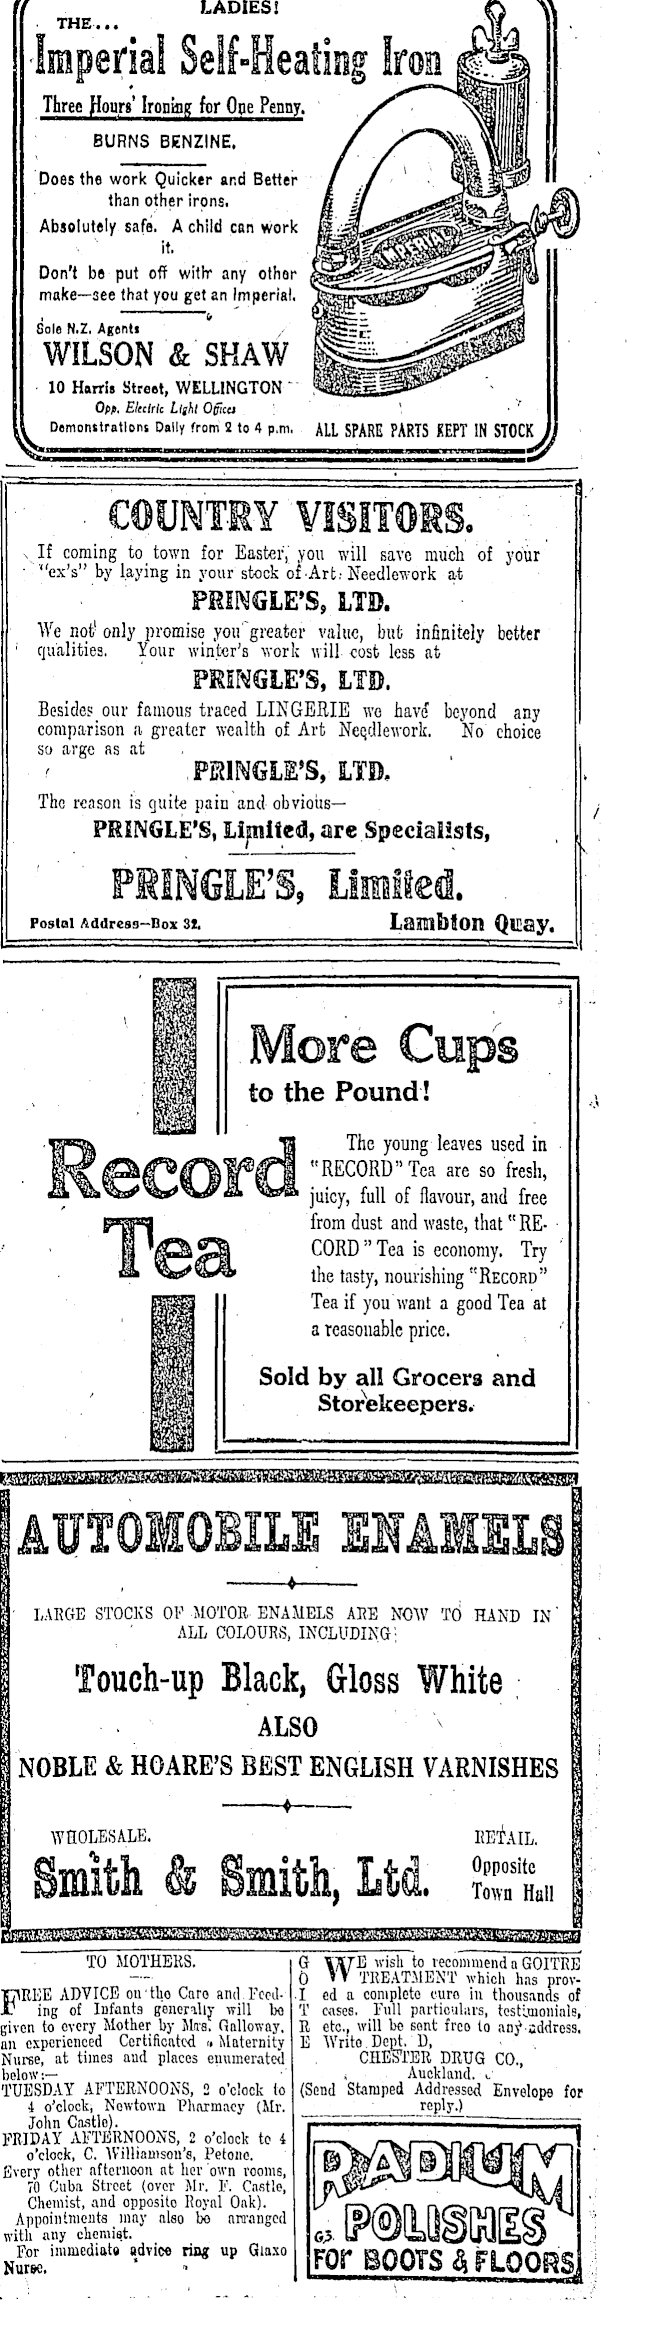 LADIES!
THE...
Imperial Self-Heating Iron
Three Hours' Ironing for One Penny.
BURNS BENZINE.
Does the work Quicker and Better
than other irons.
Absolutely safe. A child can work
it.
Don't be put off with any other
make—see that you get an Imperial.
Sole N.Z. Agents
WILSON & SHAW
10 Harris Street, WELLINGTON
Opp. Electric Light Offices
Demonstrations Daily from 2 to 4 p.m.
IMPERIAL
ALL SPARE PARTS KEPT IN STOCK
COUNTRY VISITORS.
If coming to town for Easter, you will save much of your
"ex's" by laying in your stock of Art Needlework at
PRINGLE'S, LTD.
We not only promise you greater value, but infinitely better
qualities. Your winter's work will cost less at
PRINGLE'S, LTD.
Besides our famous traced LINGERIE we have beyond any
comparison a greater wealth of Art Needlework. No choice
so arge as at
PRINGLE'S, LTD.
The reason is quite pain and obvious—
PRINGLE'S, Limited, are Specialists,
PRINGLE'S, Limited.
Postal Address—Box 32. Lambton Quay.
More Cups
to the Pound!
Record
Tea
The young leaves used in
"RECORD" Tea are so fresh,
juicy, full of flavour, and free
from dust and waste, that "RE-
CORD" Tea is economy. Try
the tasty, nourishing "RECORD"
Tea if you want a good Tea at
a reasonable price.
Sold by all Grocers and
Storekeepers.
AUTOMOBILE ENAMELS
LARGE STOCKS OF MOTOR ENAMELS ARE NOW TO HAND IN
ALL COLOURS, INCLUDING
Touch-up Black, Gloss White
ALSO
NOBLE & HOARE'S BEST ENGLISH VARNISHES
WHOLESALE. RETAIL.
Smith & Smith, Ltd.
Opposite
Town Hall
TO MOTHERS.
FREE ADVICE on the Care and Feed-
ing of Infants generally will be
given to every Mother by Mrs. Galloway,
an experienced Certificated Maternity
Nurse, at times and places enumerated
below:—
TUESDAY AFTERNOONS, 2 o'clock to
4 o'clock, Newtown Pharmacy (Mr.
John Castle).
FRIDAY AFTERNOONS, 2 o'clock to 4
o'clock, C. Williamson's, Petone.
Every other afternoon at her own rooms,
70 Cuba Street (over Mr. F. Castle,
Chemist, and opposite Royal Oak).
Appointments may also be arranged
with any chemist.
For immediate advice ring up Glaxo
Nurse.
GOITRE
WE wish to recommend a GOITRE
TREATMENT which has prov-
ed a complete cure in thousands of
cases. Full particulars, testimonials,
etc., will be sent free to any address.
Write Dept. D,
CHESTER DRUG CO.,
Auckland.
(Send Stamped Addressed Envelope for
reply.)
RADIUM
G3. POLISHES
FOR BOOTS & FLOORS